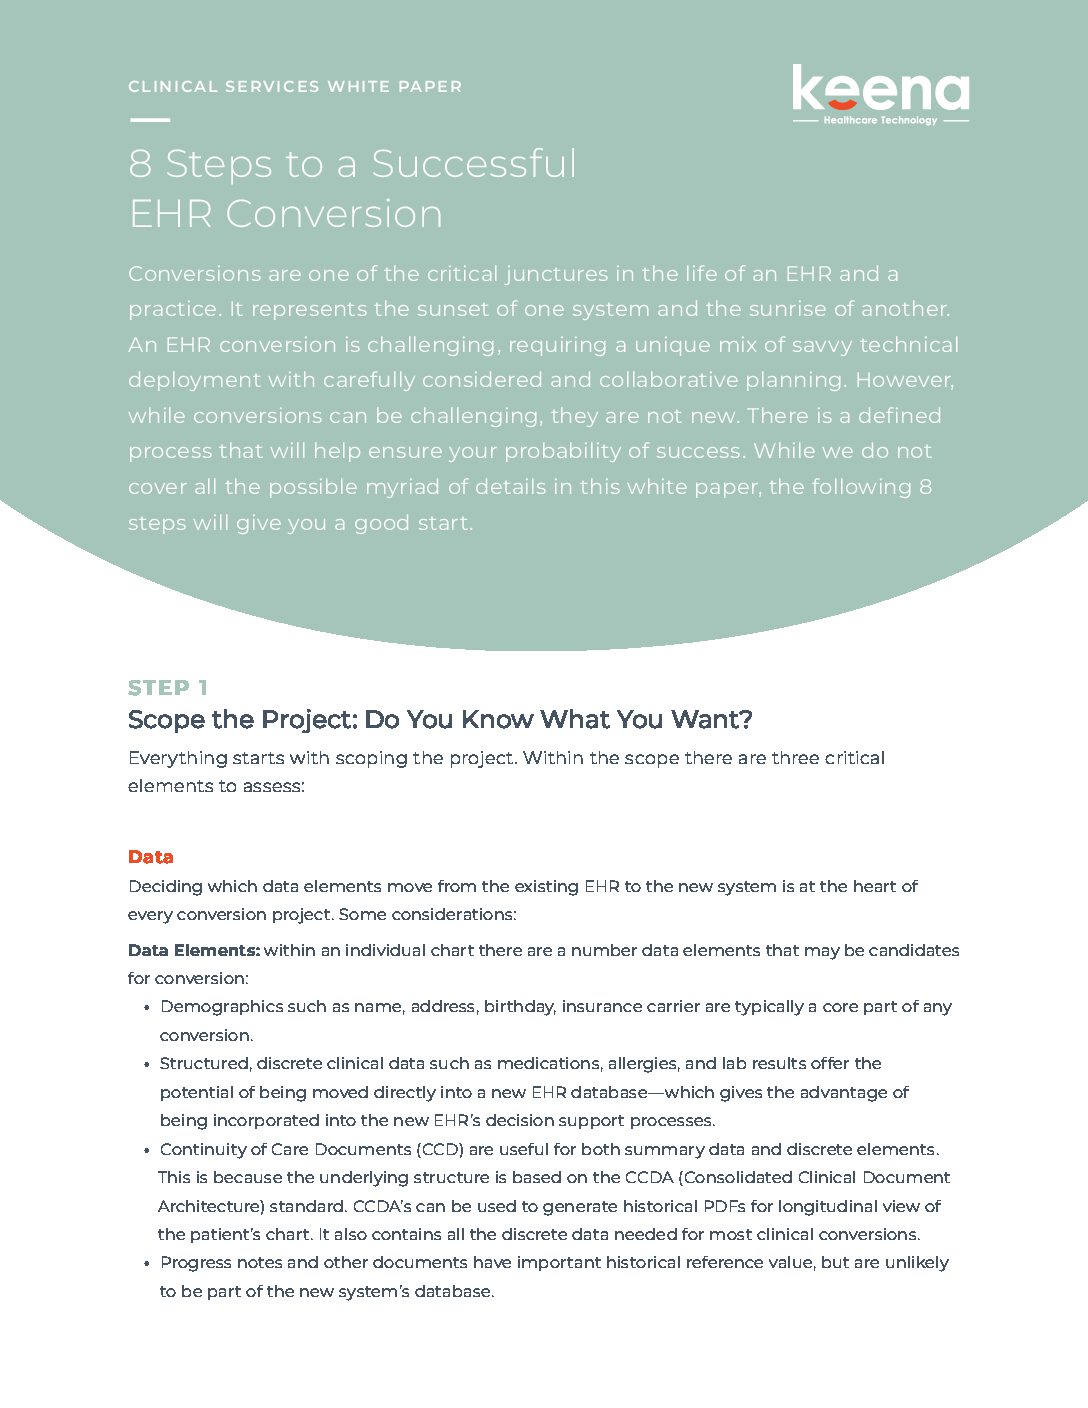 CLINICAL SERVICES WHITE PAPER
keena
Healthcare Technology
8 Steps to a Successful
EHR Conversion
Conversions are one of the critical junctures in the life of an EHR and a
practice. It represents the sunset of one system and the sunrise of another.
An EHR conversion is challenging, requiring a unique mix of savvy technical
deployment with carefully considered and collaborative planning. However,
while conversions can be challenging, they are not new. There is a defined
process that will help ensure your probability of success. While we do not
cover all the possible myriad of details in this white paper, the following 8
steps will give you a good start.
STEP 1
Scope the Project: Do You Know What You Want?
Everything starts with scoping the project. Within the scope there are three critical
elements to assess:
Data
Deciding which data elements move from the existing EHR to the new system is at the heart of
every conversion project. Some considerations:
Data Elements: within an individual chart there are a number data elements that may be candidates
for conversion:
• Demographics such as name, address, birthday, insurance carrier are typically a core part of any
conversion.
• Structured, discrete clinical data such as medications, allergies, and lab results offer the
potential of being moved directly into a new EHR database—which gives the advantage of
being incorporated into the new EHR’s decision support processes.
• Continuity of Care Documents (CCD) are useful for both summary data and discrete elements.
This is because the underlying structure is based on the CCDA (Consolidated Clinical Document
Architecture) standard. CCDA’s can be used to generate historical PDFs for longitudinal view of
the patient’s chart. It also contains all the discrete data needed for most clinical conversions.
• Progress notes and other documents have important historical reference value, but are unlikely
to be part of the new system’s database.